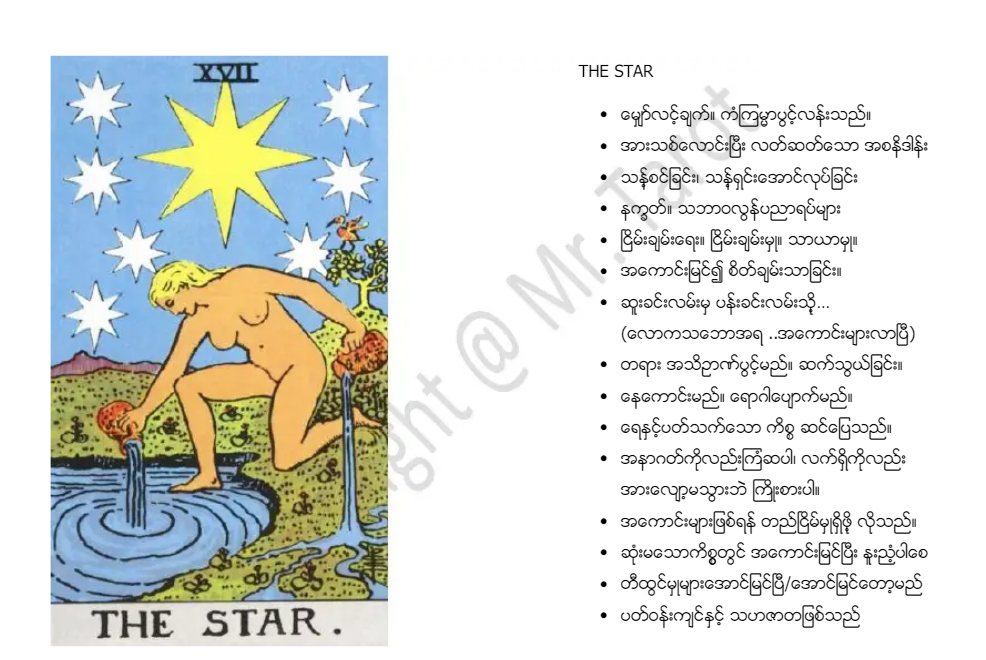 XVII
THE STAR.
THE STAR
မျှော်လင့်ချက်။ ကံကြမ္မာပွင့်လန်းသည်။
အားသစ်လောင်းပြီး လတ်ဆတ်သော အစနိဒါန်း
သန့်စင်ခြင်း၊ သန့်ရှင်းအောင်လုပ်ခြင်း
နက္ခတ်။ သဘာဝလွန်ပညာရပ်များ
ငြိမ်းချမ်းရေး။ ငြိမ်းချမ်းမှု။ သာယာမှု။
အကောင်းမြင်၍ စိတ်ချမ်းသာခြင်း။
ဆူးခင်းလမ်းမှ ပန်းခင်းလမ်းသို့...
(လောကသဘောအရ ..အကောင်းများလာပြီ)
တရား အသိဉာဏ်ပွင့်မည်။ ဆက်သွယ်ခြင်း။
နေကောင်းမည်။ ရောဂါပျောက်မည်။
ရေနှင့်ပတ်သက်သော ကိစ္စ ဆင်ပြေသည်။
အနာဂတ်ကိုလည်းကြံဆပါ၊ လက်ရှိကိုလည်း
အားလျော့မသွားဘဲ ကြိုးစားပါ။
အကောင်းများဖြစ်ရန် တည်ငြိမ်မှုရှိဖို့ လိုသည်။
ဆုံးမသောကိစ္စတွင် အကောင်းမြင်ပြီး နူးညံ့ပါစေ
တီထွင်မှုများအောင်မြင်ပြီ/အောင်မြင်တော့မည်
ပတ်ဝန်းကျင်နှင့် သဟဇာတဖြစ်သည်
ght @ Mr.Tarot